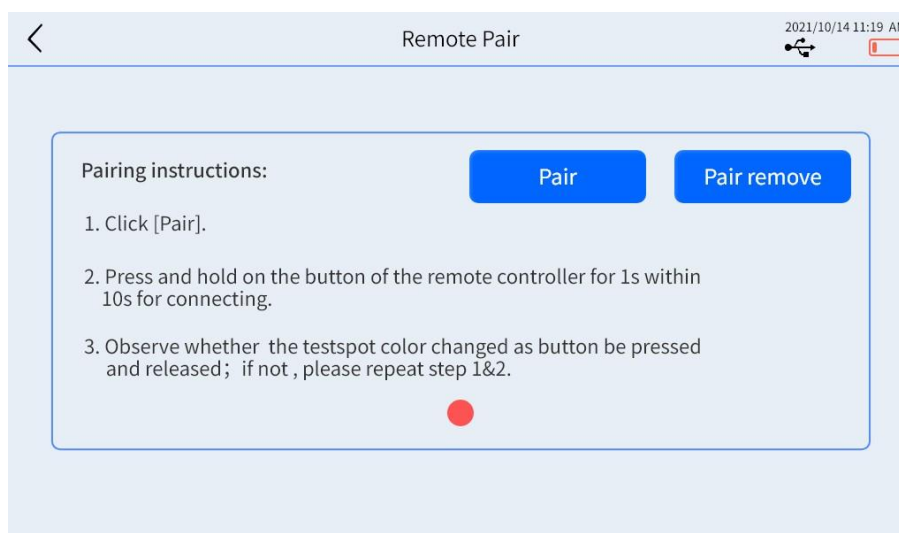 Remote Pair
2021/10/14 11:19 AM
Pairing instructions:
Pair
Pair remove
1. Click [Pair].
2. Press and hold on the button of the remote controller for 1s within
10s for connecting.
3. Observe whether the testspot color changed as button be pressed
and released；if not , please repeat step 1&2.